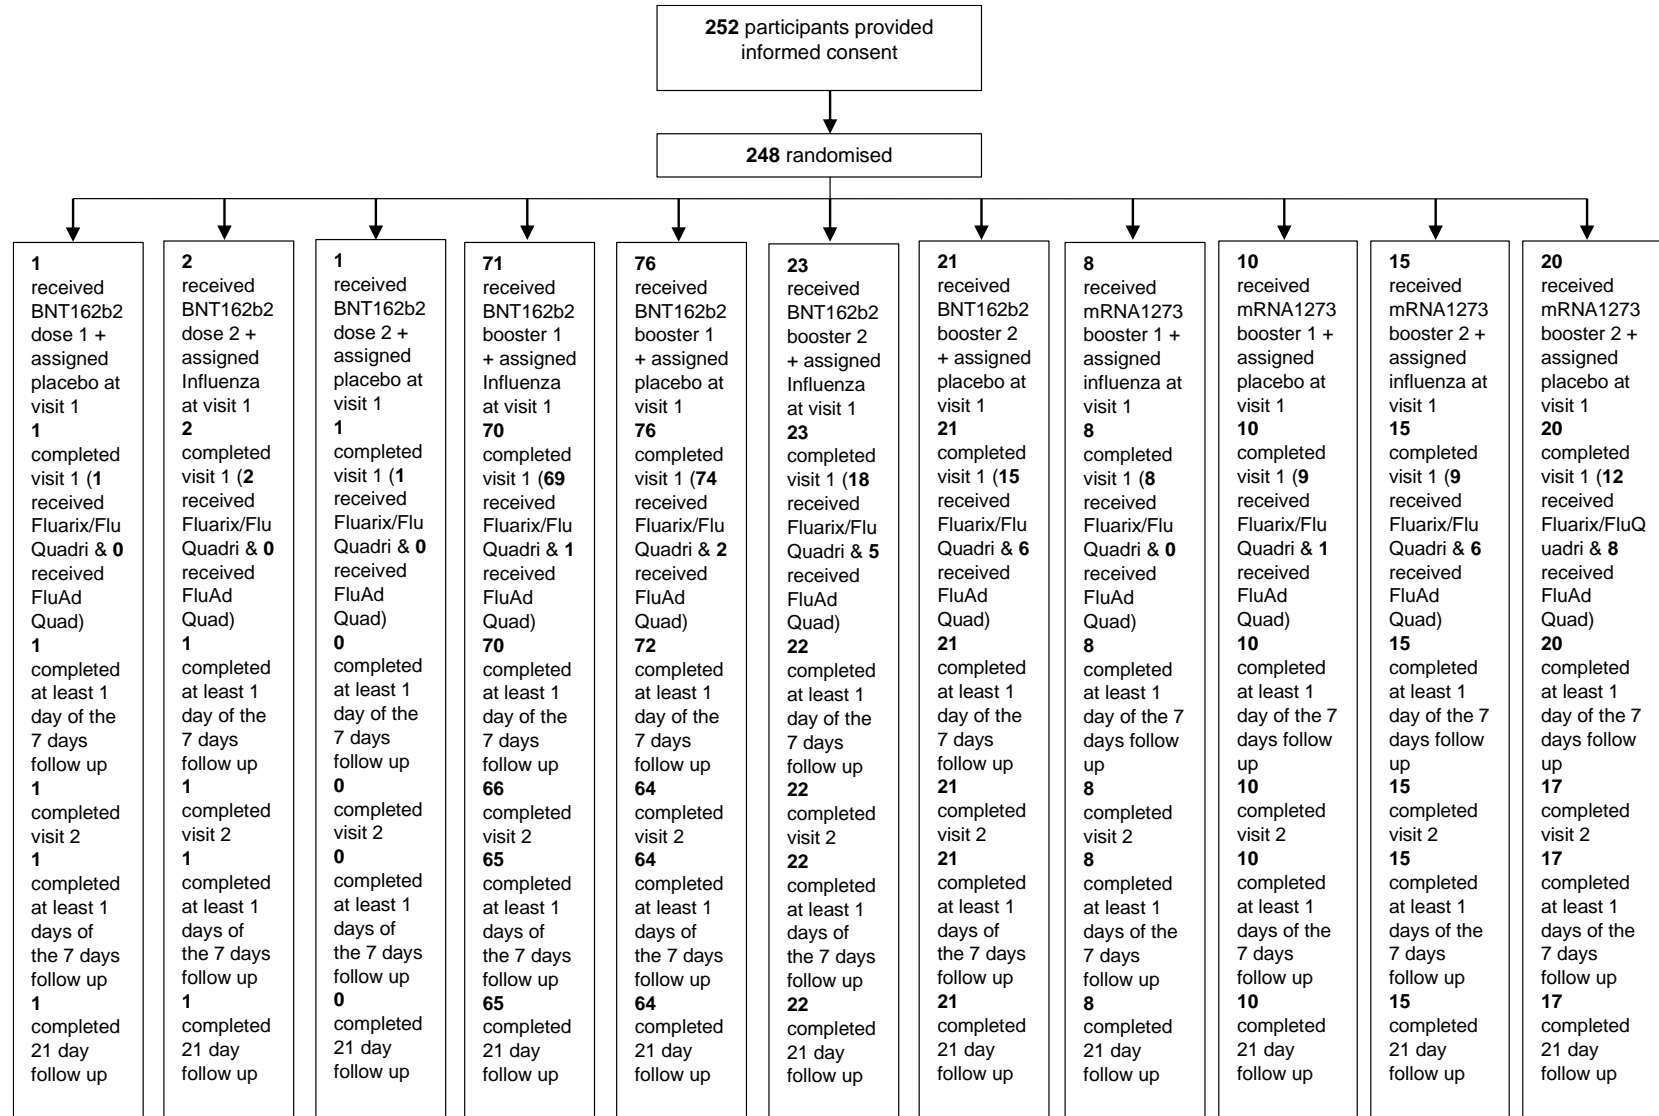 252 participants provided
informed consent
248 randomised
1
received
BNT162b2
dose 1 +
assigned
placebo at
visit 1
1
completed
visit 1 (1
received
Fluarix/Flu
Quadri & 0
received
FluAd
Quad)
1
completed
at least 1
day of the
7 days
follow up
1
completed
visit 2
1
completed
at least 1
days of
the 7 days
follow up
1
completed
21 day
follow up
2
received
BNT162b2
dose 2 +
assigned
Influenza
at visit 1
2
completed
visit 1 (2
received
Fluarix/Flu
Quadri & 0
received
FluAd
Quad)
1
completed
at least 1
day of the
7 days
follow up
1
completed
visit 2
1
completed
at least 1
days of
the 7 days
follow up
1
completed
21 day
follow up
1
received
BNT162b2
dose 2 +
assigned
placebo at
visit 1
1
completed
visit 1 (1
received
Fluarix/Flu
Quadri & 0
received
FluAd
Quad)
0
completed
at least 1
day of the
7 days
follow up
0
completed
visit 2
0
completed
at least 1
days of
the 7 days
follow up
0
completed
21 day
follow up
71
received
BNT162b2
booster 1
+ assigned
Influenza
at visit 1
70
completed
visit 1 (69
received
Fluarix/Flu
Quadri & 1
received
FluAd
Quad)
70
completed
at least 1
day of the
7 days
follow up
66
completed
visit 2
65
completed
at least 1
days of
the 7 days
follow up
65
completed
21 day
follow up
76
received
BNT162b2
booster 1
+ assigned
placebo at
visit 1
76
completed
visit 1 (74
received
Fluarix/Flu
Quadri & 2
received
FluAd
Quad)
72
completed
at least 1
day of the
7 days
follow up
64
completed
visit 2
64
completed
at least 1
days of
the 7 days
follow up
64
completed
21 day
follow up
23
received
BNT162b2
booster 2
+ assigned
Influenza
at visit 1
23
completed
visit 1 (18
received
Fluarix/Flu
Quadri & 5
received
FluAd
Quad)
22
completed
at least 1
day of the
7 days
follow up
22
completed
visit 2
22
completed
at least 1
days of
the 7 days
follow up
22
completed
21 day
follow up
21
received
BNT162b2
booster 2
+ assigned
placebo at
visit 1
21
completed
visit 1 (15
received
Fluarix/Flu
Quadri & 6
received
FluAd
Quad)
21
completed
at least 1
day of the
7 days
follow up
21
completed
visit 2
21
completed
at least 1
days of
the 7 days
follow up
21
completed
21 day
follow up
8
received
mRNA1273
booster 1 +
assigned
influenza at
visit 1
8
completed
visit 1 (8
received
Fluarix/Flu
Quadri & 0
received
FluAd
Quad)
8
completed
at least 1
day of the 7
days follow
up
8
completed
visit 2
8
completed
at least 1
days of the
7 days
follow up
8
completed
21 day
follow up
10
received
mRNA1273
booster 1 +
assigned
placebo at
visit 1
10
completed
visit 1 (9
received
Fluarix/Flu
Quadri & 1
received
FluAd
Quad)
10
completed
at least 1
day of the 7
days follow
up
10
completed
visit 2
10
completed
at least 1
days of the
7 days
follow up
10
completed
21 day
follow up
15
received
mRNA1273
booster 2 +
assigned
influenza at
visit 1
15
completed
visit 1 (9
received
Fluarix/Flu
Quadri & 6
received
FluAd
Quad)
15
completed
at least 1
day of the 7
days follow
up
15
completed
visit 2
15
completed
at least 1
days of the
7 days
follow up
15
completed
21 day
follow up
20
received
mRNA1273
booster 2 +
assigned
placebo at
visit 1
20
completed
visit 1 (12
received
Fluarix/FluQ
uadri & 8
received
FluAd
Quad)
20
completed
at least 1
day of the 7
days follow
up
17
completed
visit 2
17
completed
at least 1
days of the
7 days
follow up
17
completed
21 day
follow up